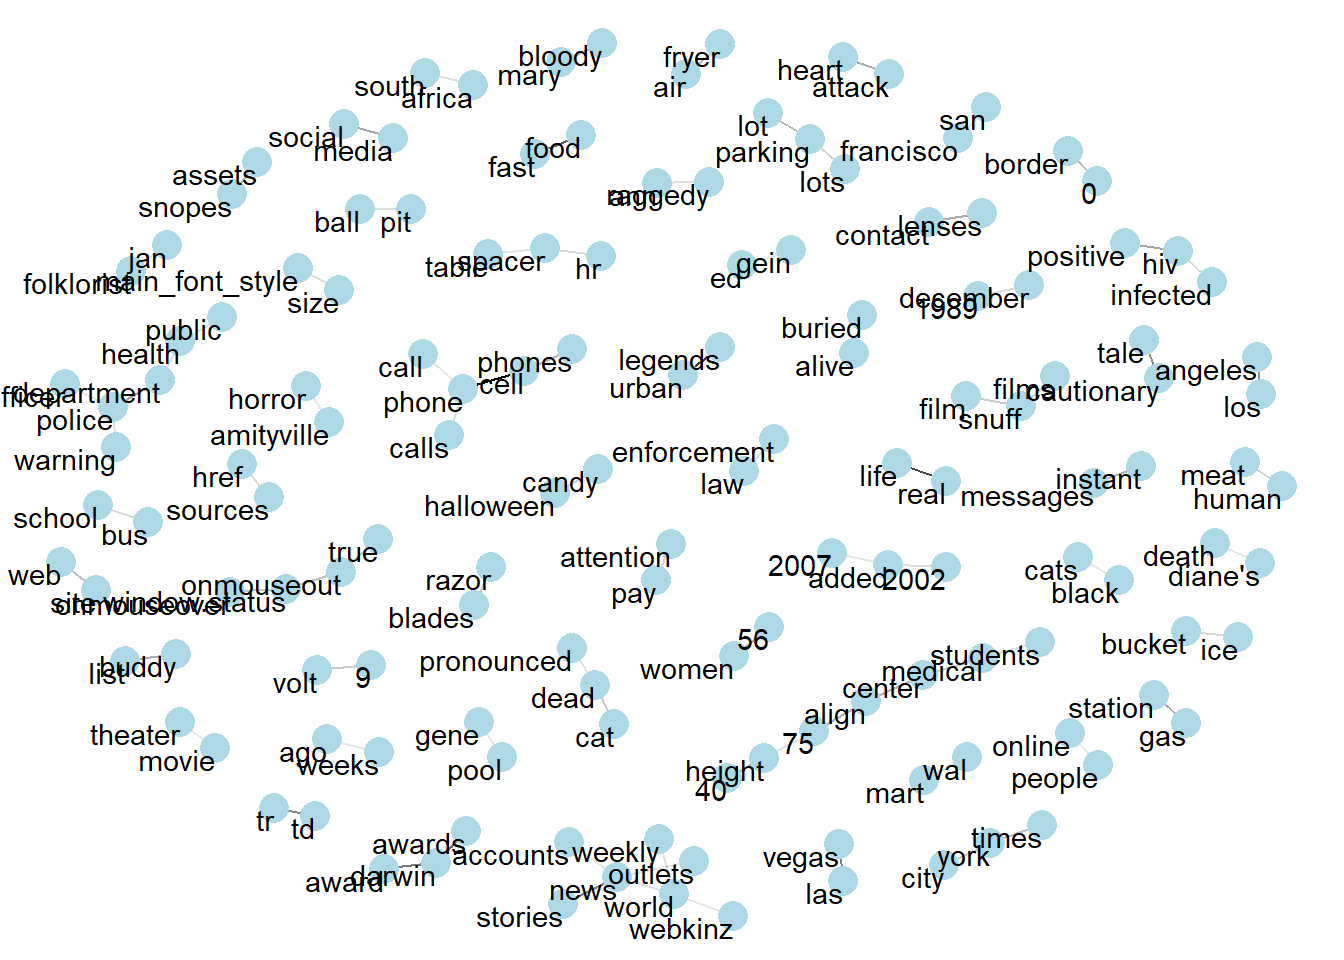 bloody
mary
fryer
air
heart
attack
south
africa
social
media
fast
food
lot
parking
lots
san
francisco
border
0
assets
snopes
raggedy
ann
ball
pit
contact
lenses
jan
folklorist
main_font_style
size
table
spacer
hr
ed
gein
positive
hiv
infected
december
1989
public
health
department
police
warning
buried
alive
call
phone
phones
cell
calls
legends
urban
tale
cautionary
angeles
los
horror
amityville
film
films
snuff
href
sources
enforcement
law
candy
halloween
life
real
messages
instant
meat
human
school
bus
web
site
true
onmouseout
window.status
onmouseover
razor
blades
attention
pay
2007
added
2002
cats
black
death
diane's
list
buddy
volt
9
pronounced
dead
cat
56
women
students
medical
center
align
75
height
40
bucket
ice
theater
movie
ago
weeks
gene
pool
station
gas
online
people
wal
mart
tr
td
awards
award
darwin
accounts
weekly
outlets
news
stories
world
webkinz
vegas
las
times
york
city